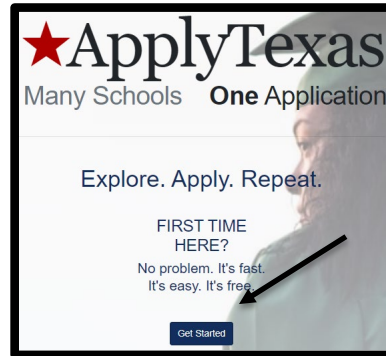 ApplyTexas
Many Schools One Application
Explore. Apply. Repeat.
FIRST TIME
HERE?
No problem. It's fast.
It's easy. It's free.
Get Started